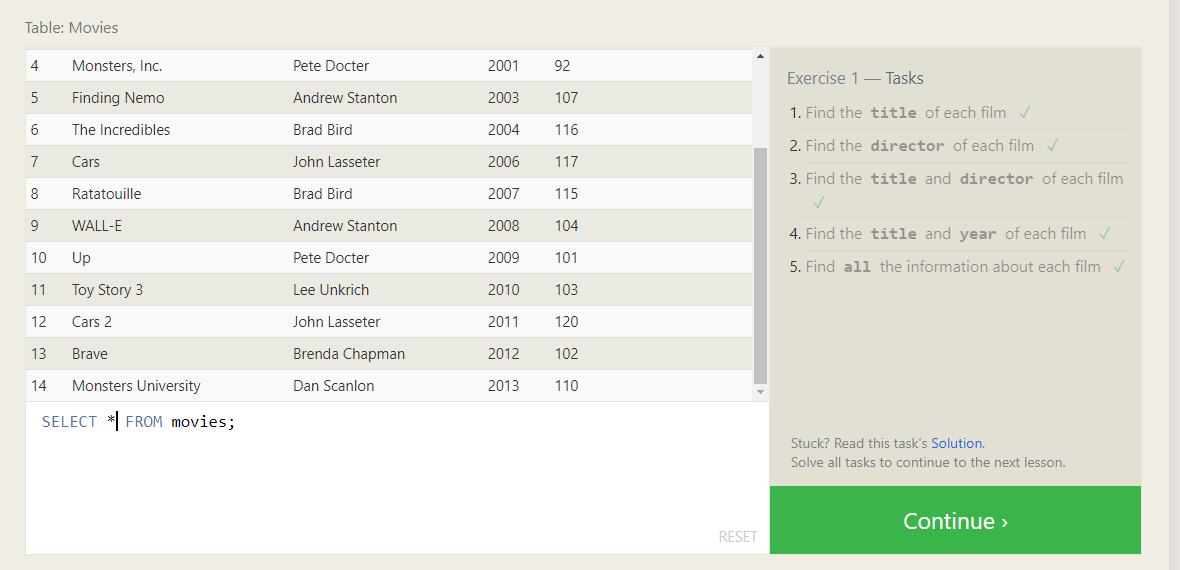 Table: Movies
4 Monsters, Inc. Pete Docter 2001 92
5 Finding Nemo Andrew Stanton 2003 107
6 The Incredibles Brad Bird 2004 116
7 Cars John Lasseter 2006 117
8 Ratatouille Brad Bird 2007 115
9 WALL-E Andrew Stanton 2008 104
10 Up Pete Docter 2009 101
11 Toy Story 3 Lee Unkrich 2010 103
12 Cars 2 John Lasseter 2011 120
13 Brave Brenda Chapman 2012 102
14 Monsters University Dan Scanlon 2013 110
SELECT * FROM movies;
RESET
Exercise 1 — Tasks
1. Find the title of each film ✓
2. Find the director of each film ✓
3. Find the title and director of each film
✓
4. Find the title and year of each film ✓
5. Find all the information about each film ✓
Stuck? Read this task's Solution.
Solve all tasks to continue to the next lesson.
Continue ›